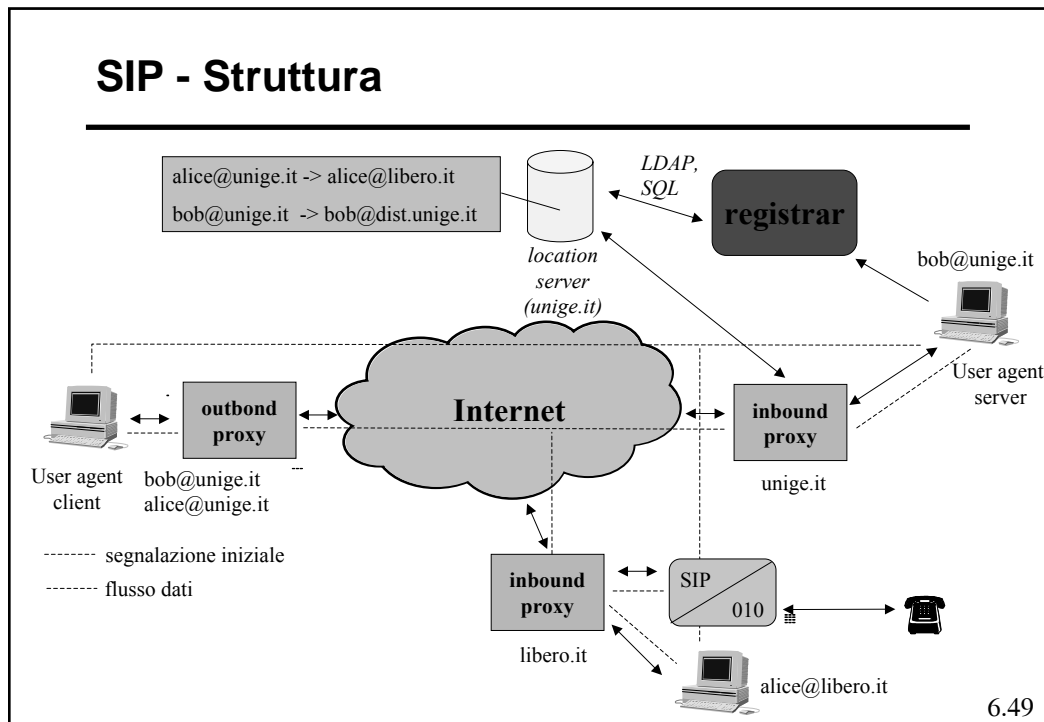 SIP - Struttura
alice@unige.it -> alice@libero.it
bob@unige.it -> bob@dist.unige.it
LDAP,
SQL
registrar
location
server
(unige.it)
bob@unige.it
User agent
server
Internet
outbond
proxy
inbound
proxy
unige.it
User agent
client
bob@unige.it
alice@unige.it
segnalazione iniziale
flusso dati
inbound
proxy
libero.it
SIP
010
alice@libero.it
6.49